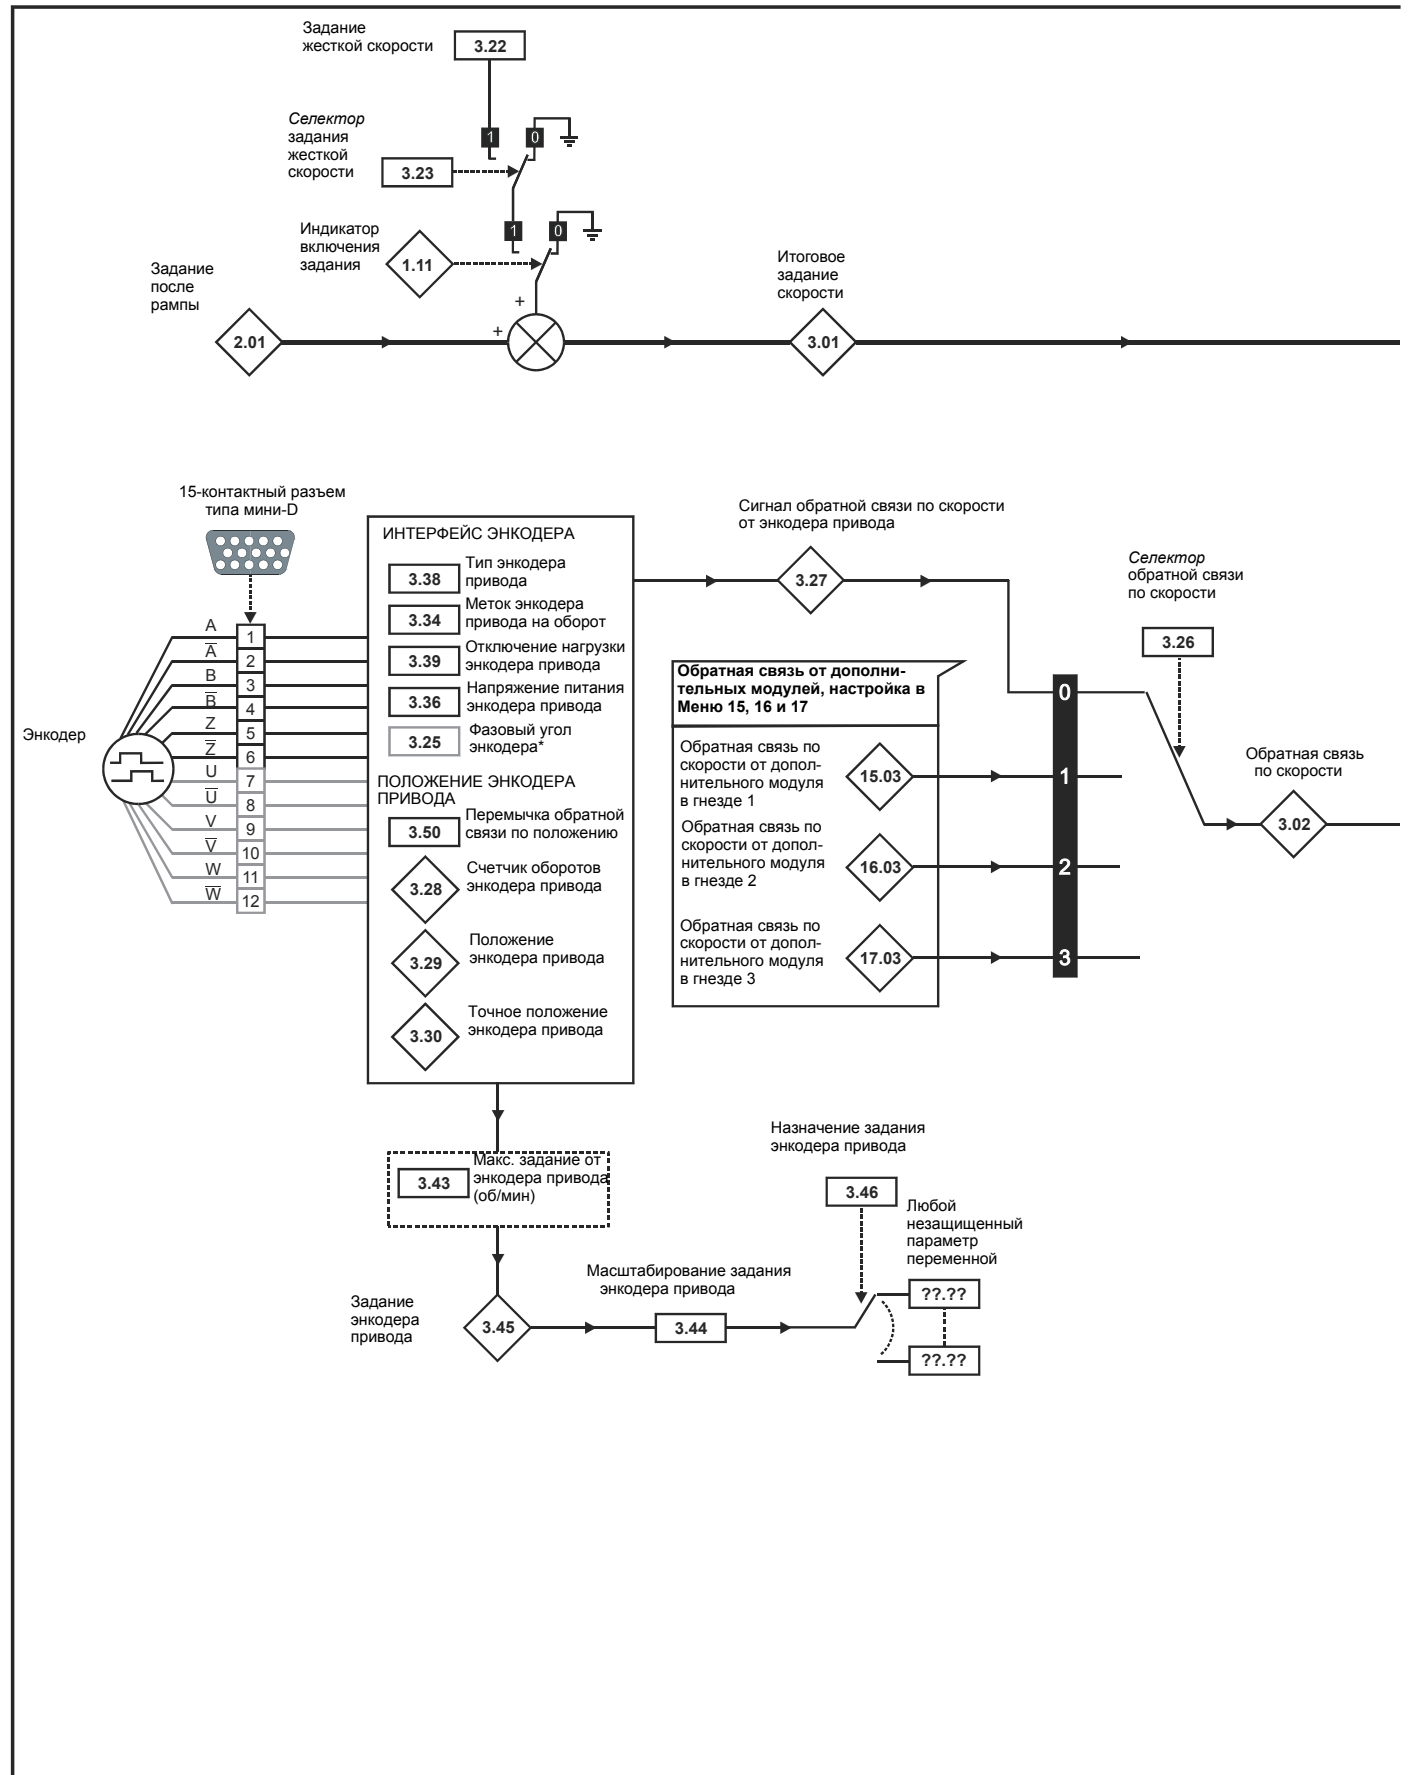 Задание
жесткой скорости
3.22
Селектор
задания
жесткой
скорости
3.23
1
0
Индикатор
включения
задания
1.11
1
0
Задание
после
рампы
2.01
+
+
Итоговое
задание
скорости
3.01
15-контактный разъем
типа мини-D
Энкодер
A
1
A̅
2
B
3
B̅
4
Z
5
Z̅
6
U
7
U̅
8
V
9
V̅
10
W
11
W̅
12
ИНТЕРФЕЙС ЭНКОДЕРА
3.38
Тип энкодера
привода
3.34
Меток энкодера
привода на оборот
3.39
Отключение нагрузки
энкодера привода
3.36
Напряжение питания
энкодера привода
3.25
Фазовый угол
энкодера*
ПОЛОЖЕНИЕ ЭНКОДЕРА
ПРИВОДА
3.50
Перемычка обратной
связи по положению
3.28
Счетчик оборотов
энкодера привода
3.29
Положение
энкодера привода
3.30
Точное положение
энкодера привода
Сигнал обратной связи по скорости
от энкодера привода
3.27
Обратная связь от дополни-
тельных модулей, настройка в
Меню 15, 16 и 17
Обратная связь по
скорости от допол-
нительного модуля
в гнезде 1
15.03
Обратная связь по
скорости от допол-
нительного модуля
в гнезде 2
16.03
Обратная связь по
скорости от допол-
нительного модуля
в гнезде 3
17.03
0
1
2
3
Селектор
обратной связи
по скорости
3.26
Обратная связь
по скорости
3.02
3.43
Макс. задание от
энкодера привода
(об/мин)
Задание
энкодера
привода
3.45
Масштабирование задания
энкодера привода
3.44
Назначение задания
энкодера привода
3.46
Любой
незащищенный
параметр
переменной
??.??
??.??